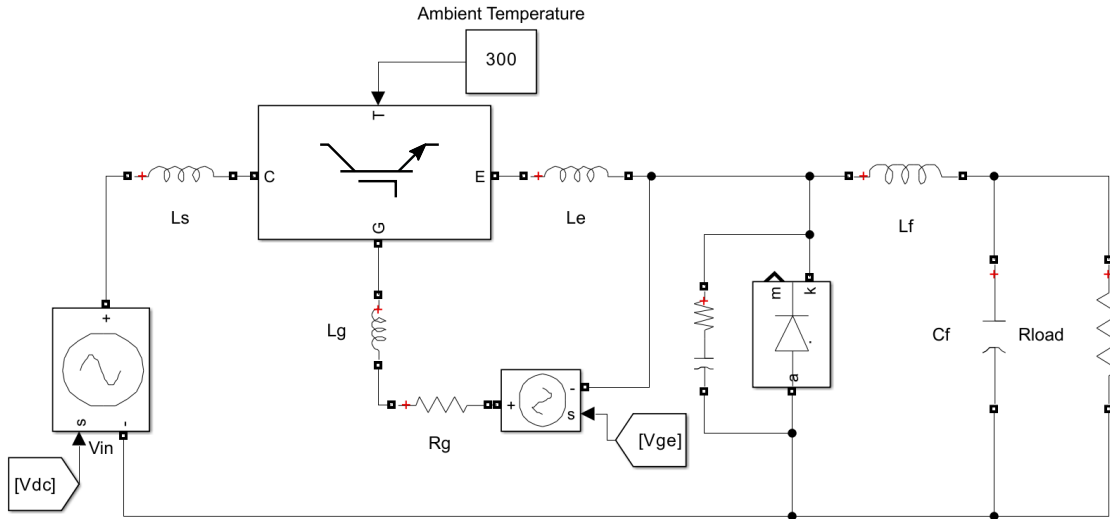 Ambient Temperature
300
T
C
E
G
Ls
Le
Lf
Lg
m
k
a
+
-
s
Vin
[Vdc]
Rg
+
-
s
[Vge]
Cf
Rload